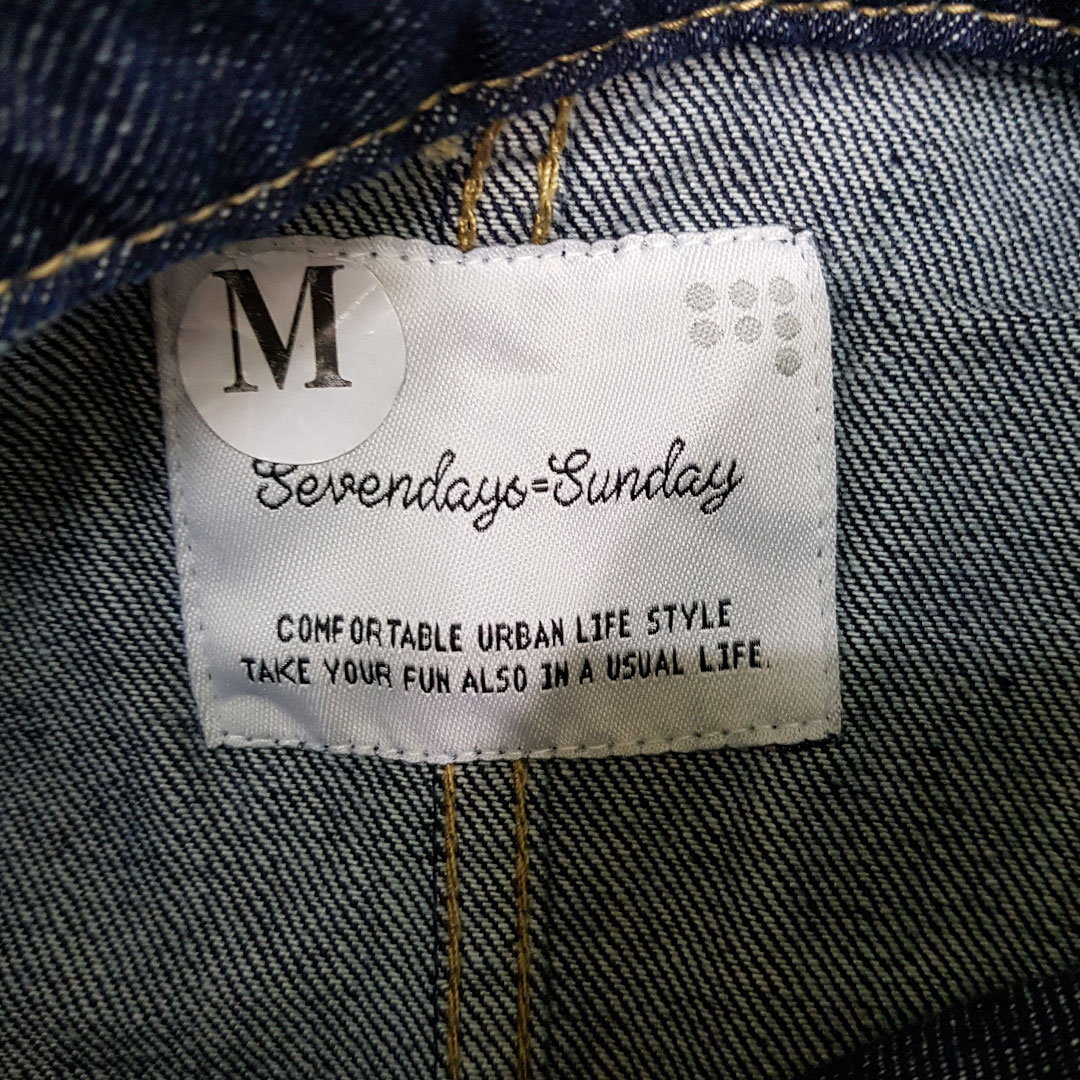 M
Sevendays=Sunday
COMFORTABLE URBAN LIFE STYLE
TAKE YOUR FUN ALSO IN A USUAL LIFE.